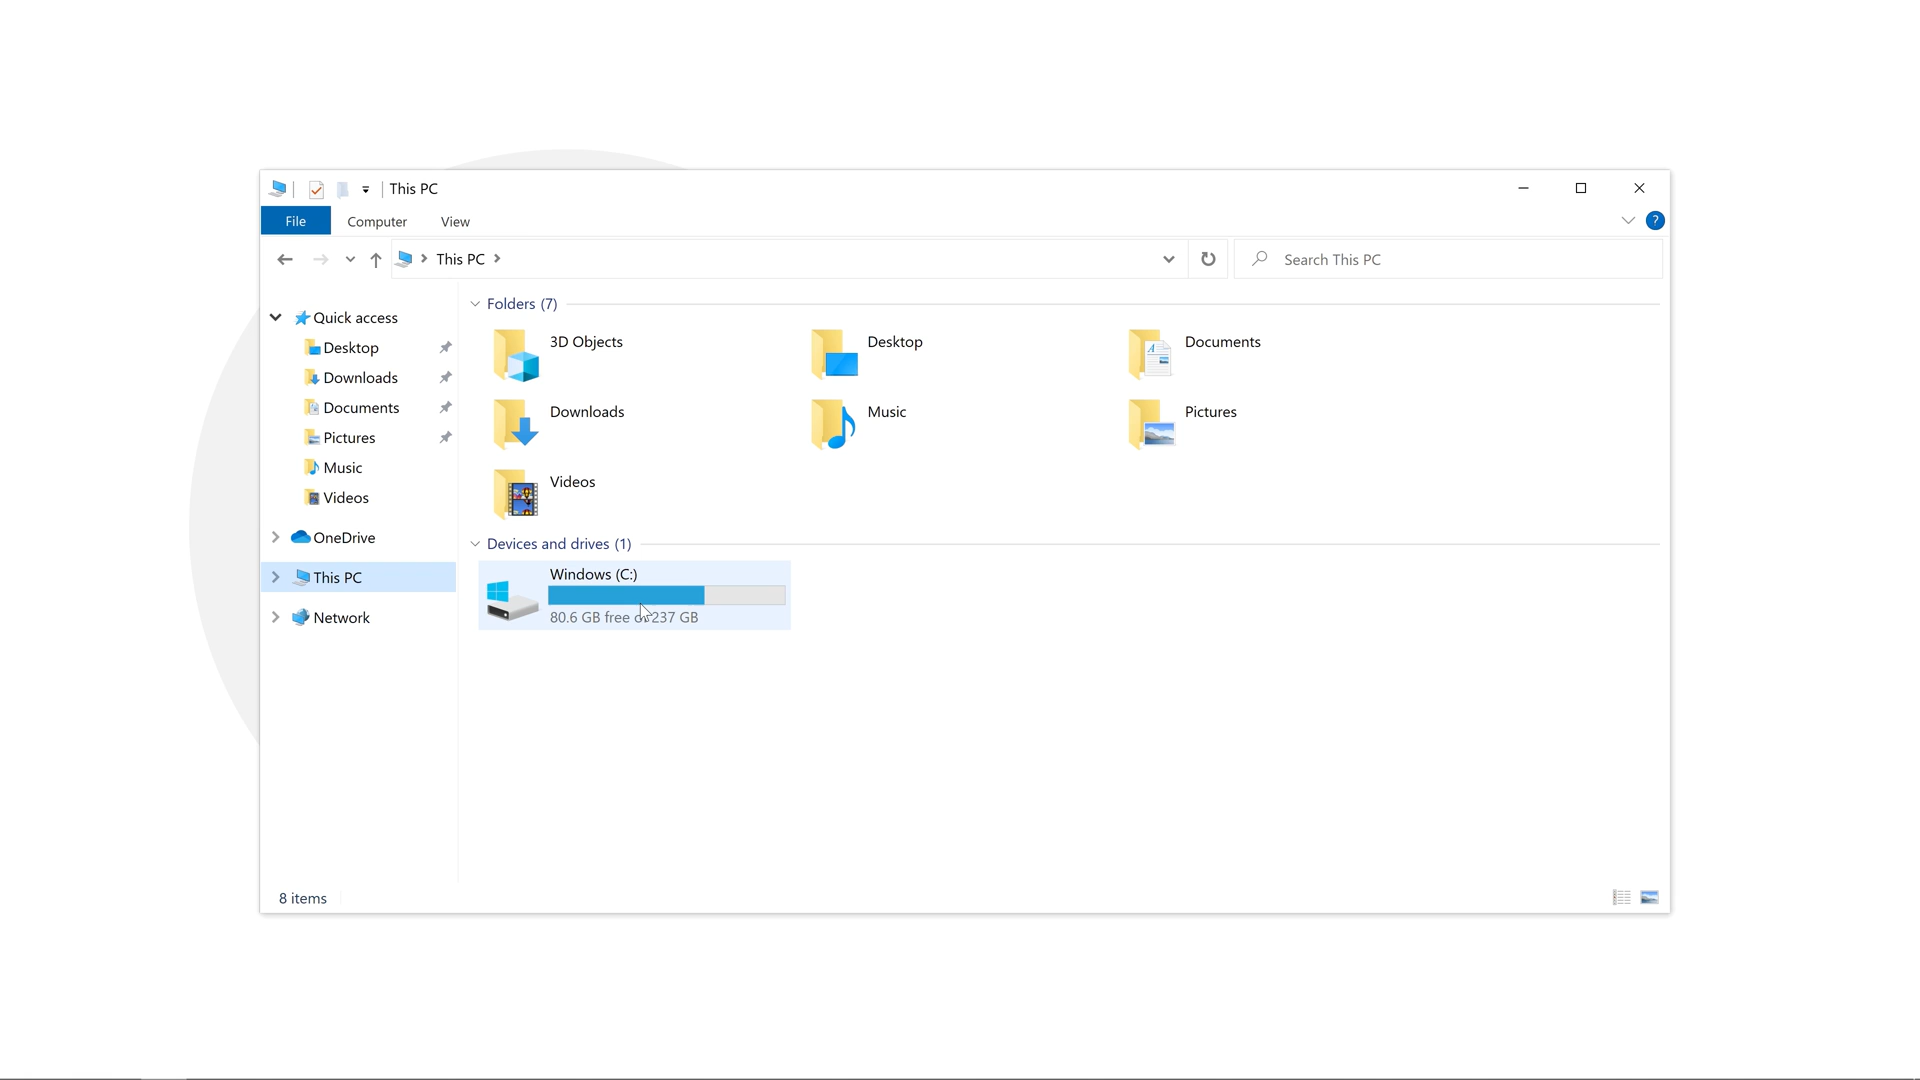 This PC
File
Computer
View
?
This PC
Search This PC
Quick access
Desktop
Downloads
Documents
Pictures
Music
Videos
OneDrive
This PC
Network
Folders (7)
3D Objects
Desktop
Documents
Downloads
Music
Pictures
Videos
Devices and drives (1)
Windows (C:)
80.6 GB free of 237 GB
8 items